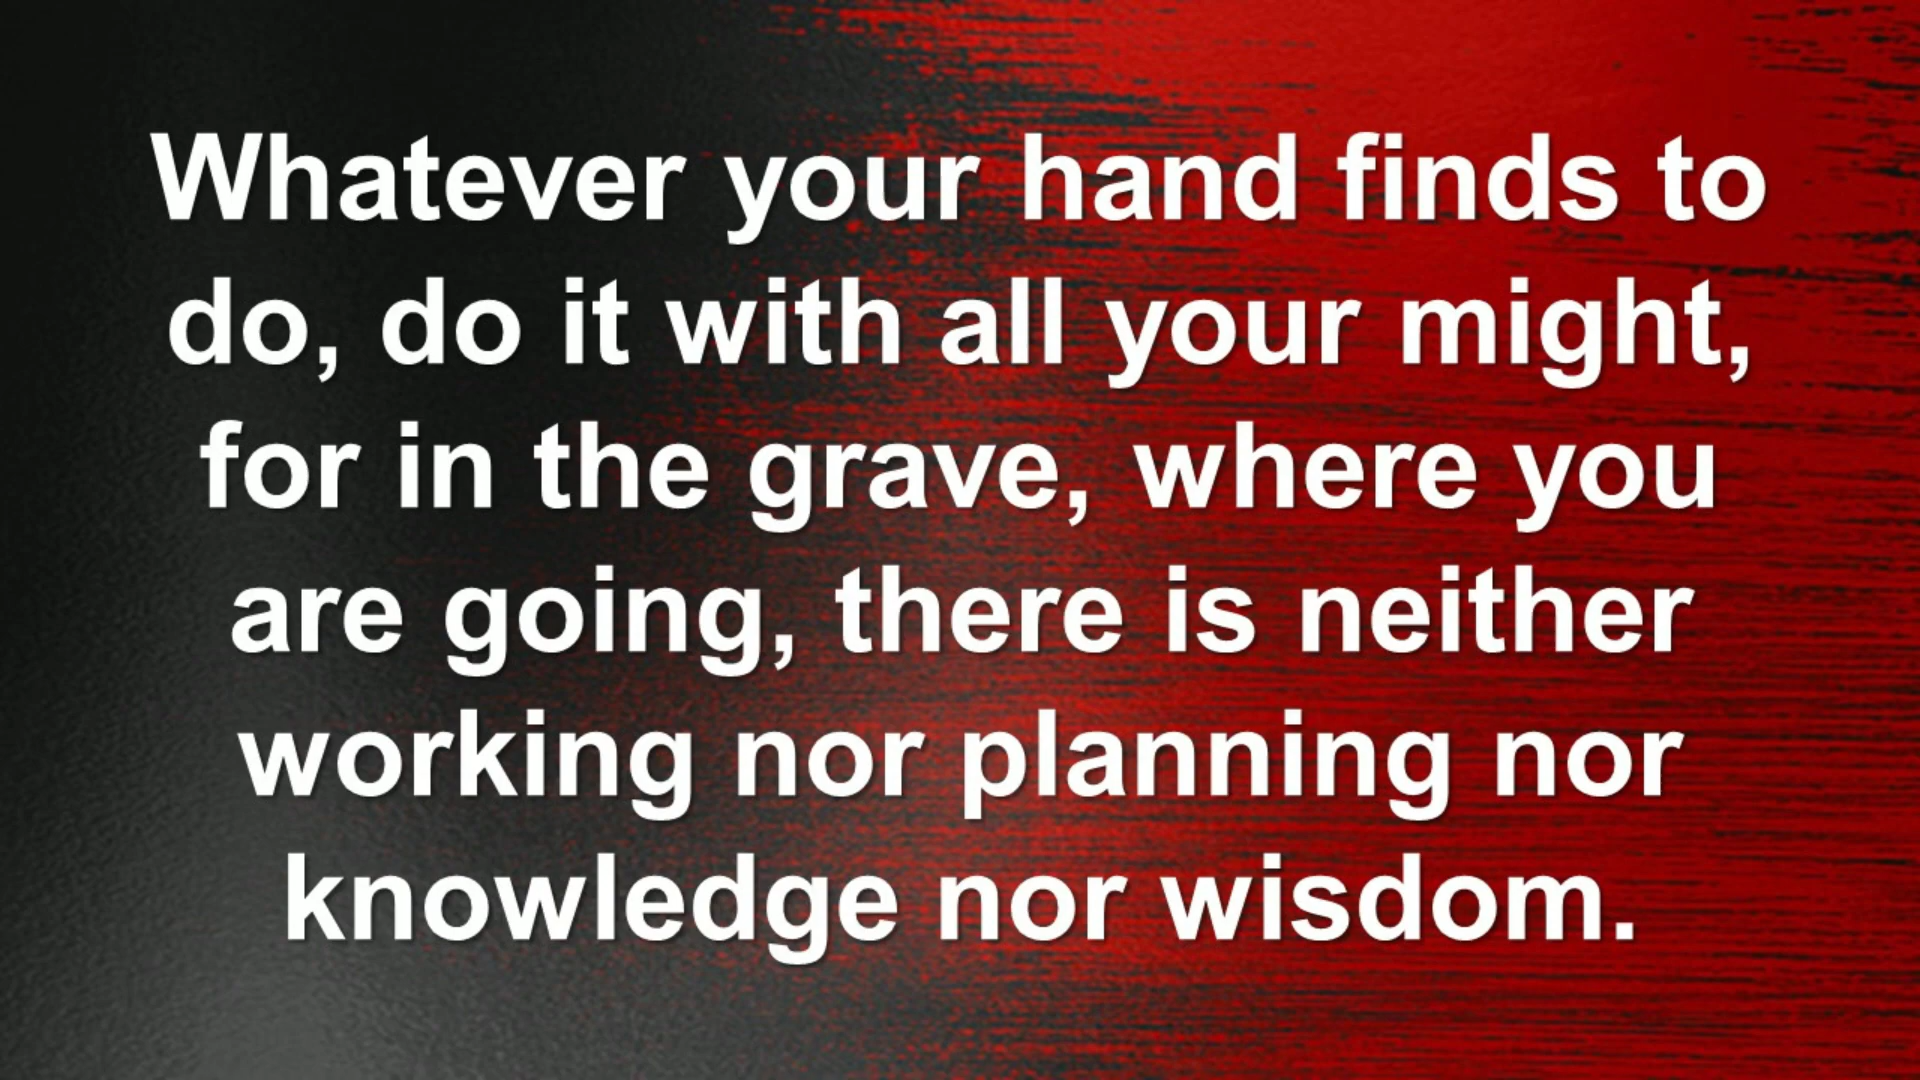 Whatever your hand finds to
do, do it with all your might,
for in the grave, where you
are going, there is neither
working nor planning nor
knowledge nor wisdom.